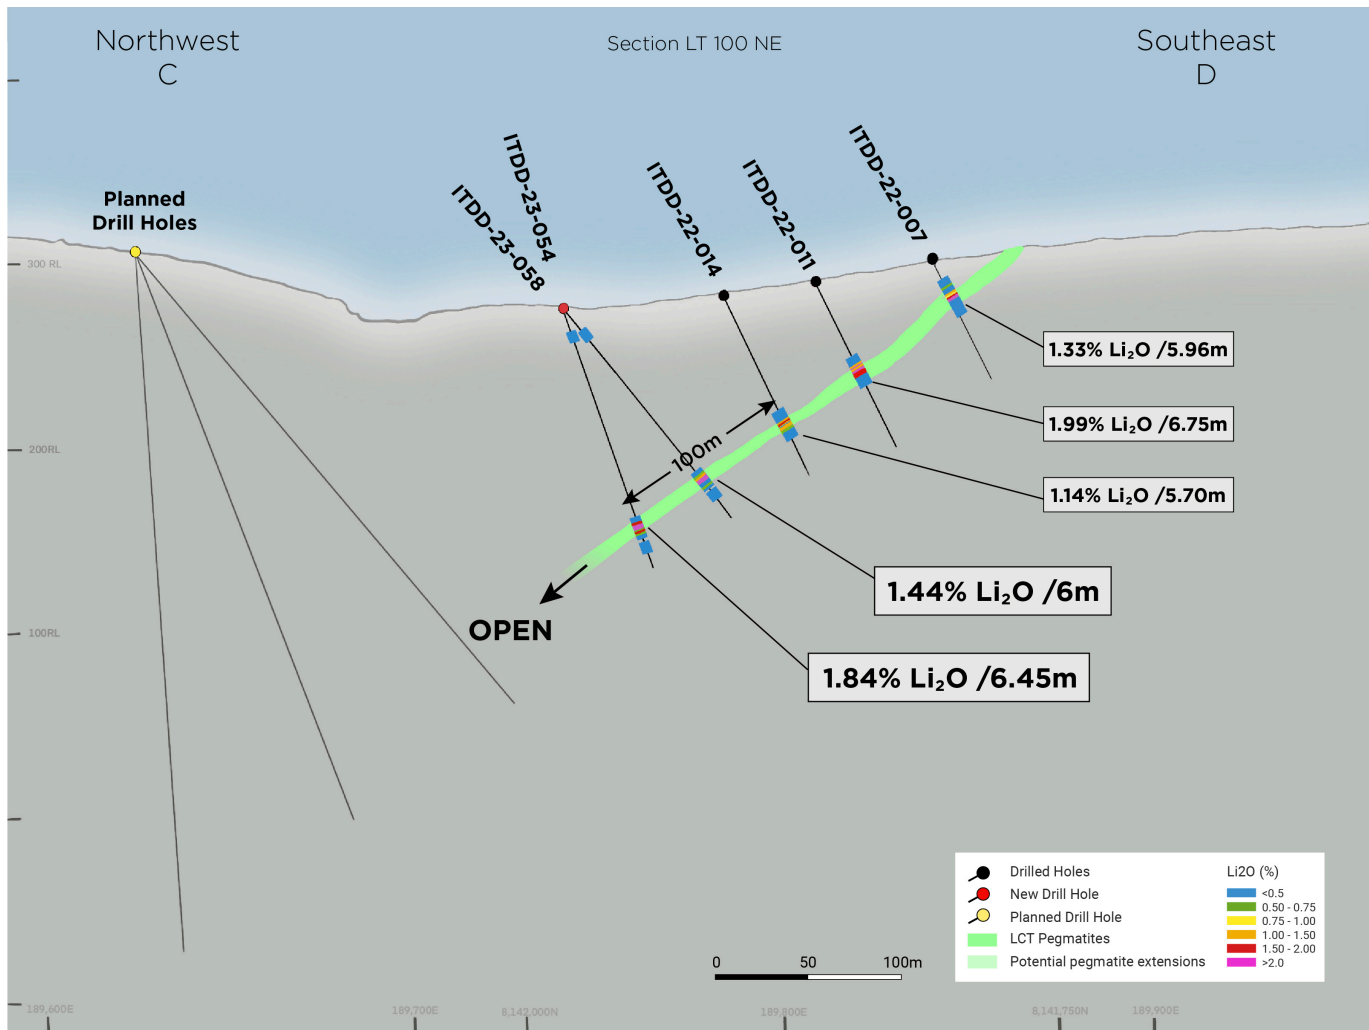 Northwest
C
Section LT 100 NE
Southeast
D
Planned
Drill Holes
ITDD-23-054
ITDD-23-058
ITDD-22-014
ITDD-22-011
ITDD-22-007
300 RL
200RL
100RL
100m
1.33% Li₂O /5.96m
1.99% Li₂O /6.75m
1.14% Li₂O /5.70m
1.44% Li₂O /6m
1.84% Li₂O /6.45m
OPEN
0 50 100m
Drilled Holes
New Drill Hole
Planned Drill Hole
LCT Pegmatites
Potential pegmatite extensions
Li2O (%)
<0.5
0.50 - 0.75
0.75 - 1.00
1.00 - 1.50
1.50 - 2.00
>2.0
189,600E
189,700E
8,142,000N
189,800E
8,141,750N
189,900E